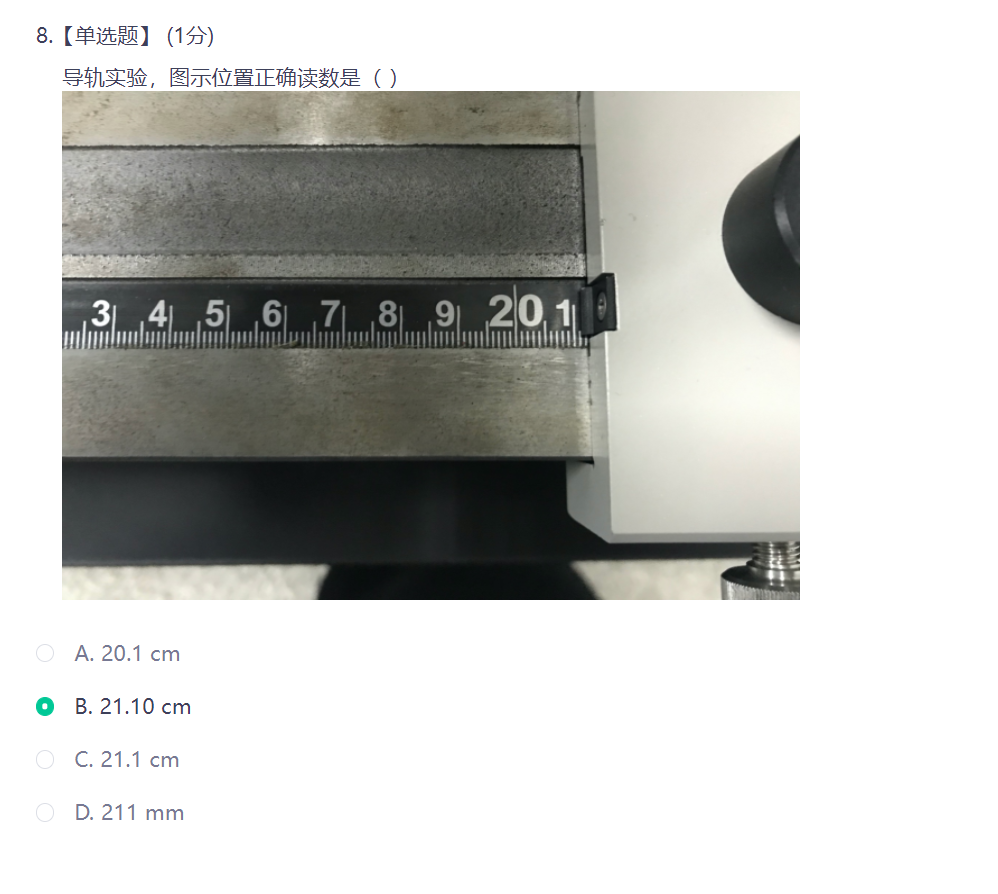 8.【单选题】 (1分)
导轨实验，图示位置正确读数是（ ）
3 4 5 6 7 8 9 20 1
A. 20.1 cm
B. 21.10 cm
C. 21.1 cm
D. 211 mm